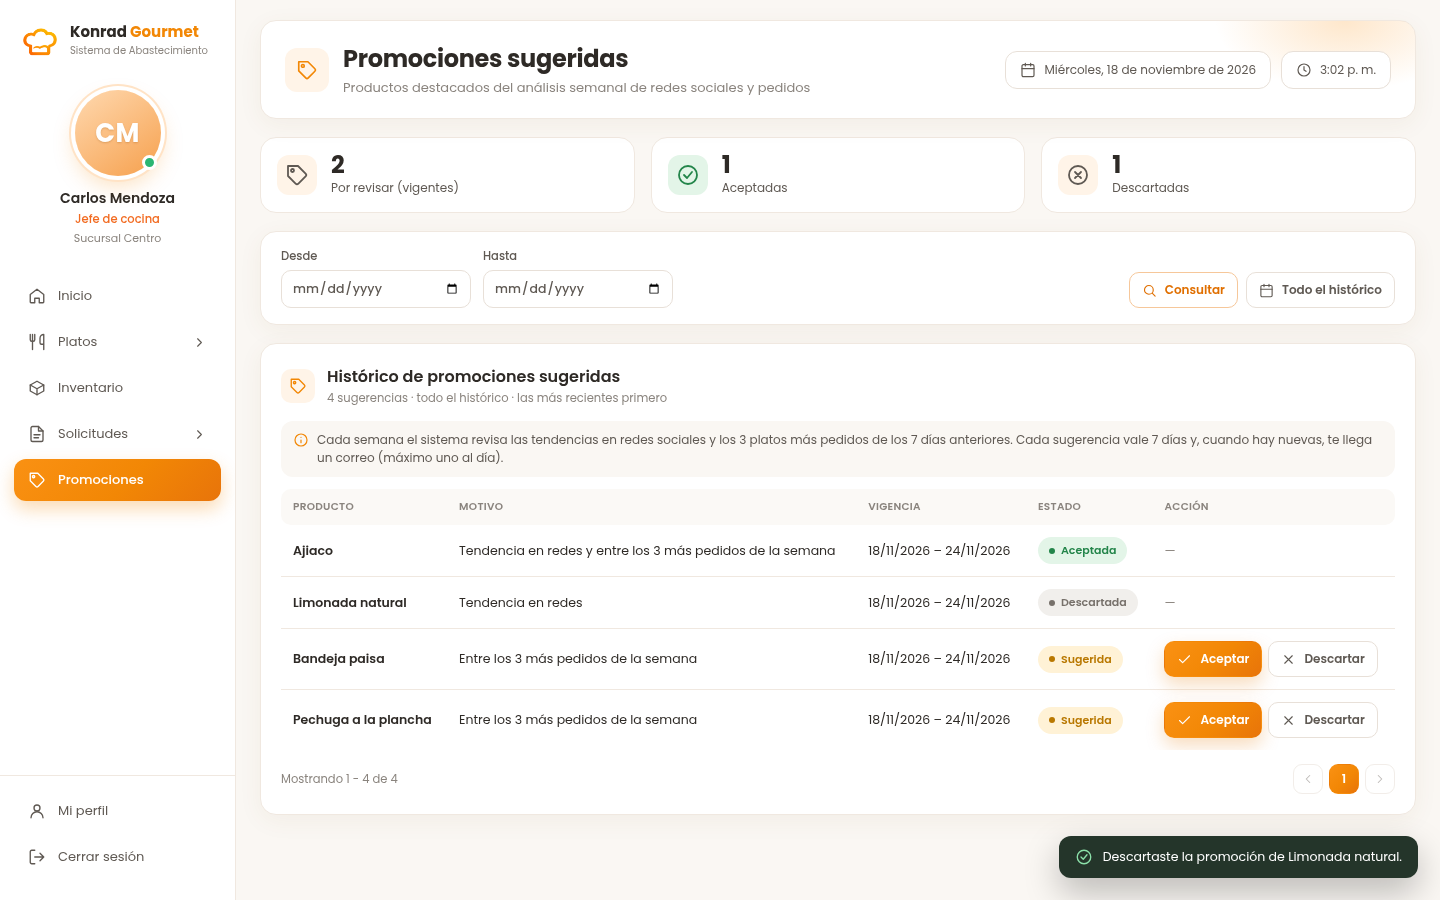 Konrad Gourmet
Sistema de Abastecimiento
CM
Carlos Mendoza
Jefe de cocina
Sucursal Centro
Inicio
Platos
Inventario
Solicitudes
Promociones
Mi perfil
Cerrar sesión
Promociones sugeridas
Productos destacados del análisis semanal de redes sociales y pedidos
Miércoles, 18 de noviembre de 2026
3:02 p. m.
2
Por revisar (vigentes)
1
Aceptadas
1
Descartadas
Desde
Hasta
mm/dd/yyyy
mm/dd/yyyy
Consultar
Todo el histórico
Histórico de promociones sugeridas
4 sugerencias · todo el histórico · las más recientes primero
Cada semana el sistema revisa las tendencias en redes sociales y los 3 platos más pedidos de los 7 días anteriores. Cada sugerencia vale 7 días y, cuando hay nuevas, te llega
un correo (máximo uno al día).
PRODUCTO MOTIVO VIGENCIA ESTADO ACCIÓN
Ajiaco Tendencia en redes y entre los 3 más pedidos de la semana 18/11/2026 – 24/11/2026 Aceptada —
Limonada natural Tendencia en redes 18/11/2026 – 24/11/2026 Descartada —
Bandeja paisa Entre los 3 más pedidos de la semana 18/11/2026 – 24/11/2026 Sugerida Aceptar Descartar
Pechuga a la plancha Entre los 3 más pedidos de la semana 18/11/2026 – 24/11/2026 Sugerida Aceptar Descartar
Mostrando 1 - 4 de 4
1
Descartaste la promoción de Limonada natural.